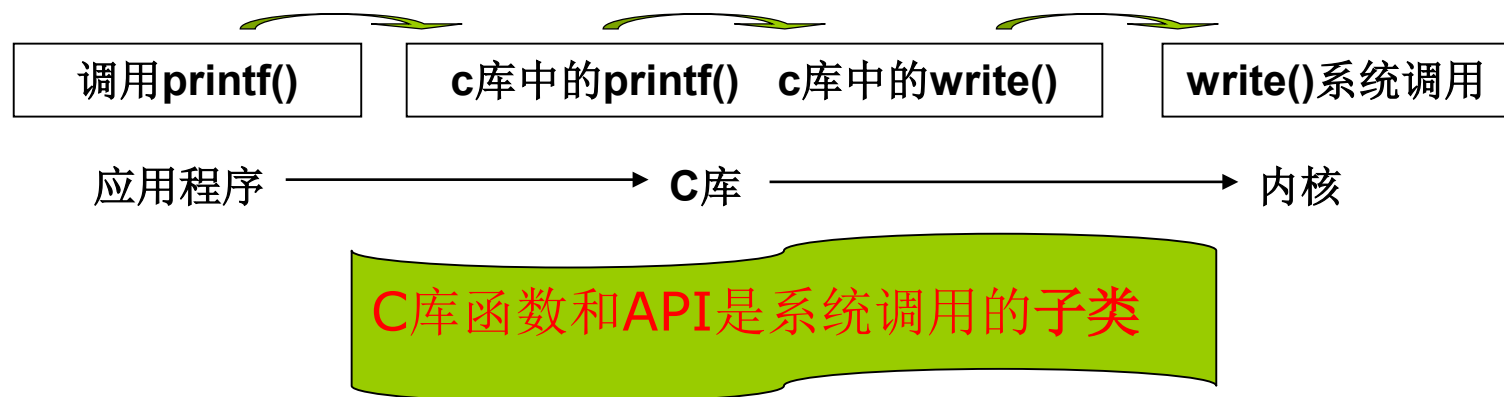 调用printf() c库中的printf() c库中的write() write()系统调用
应用程序 C库 内核
C库函数和API是系统调用的子类